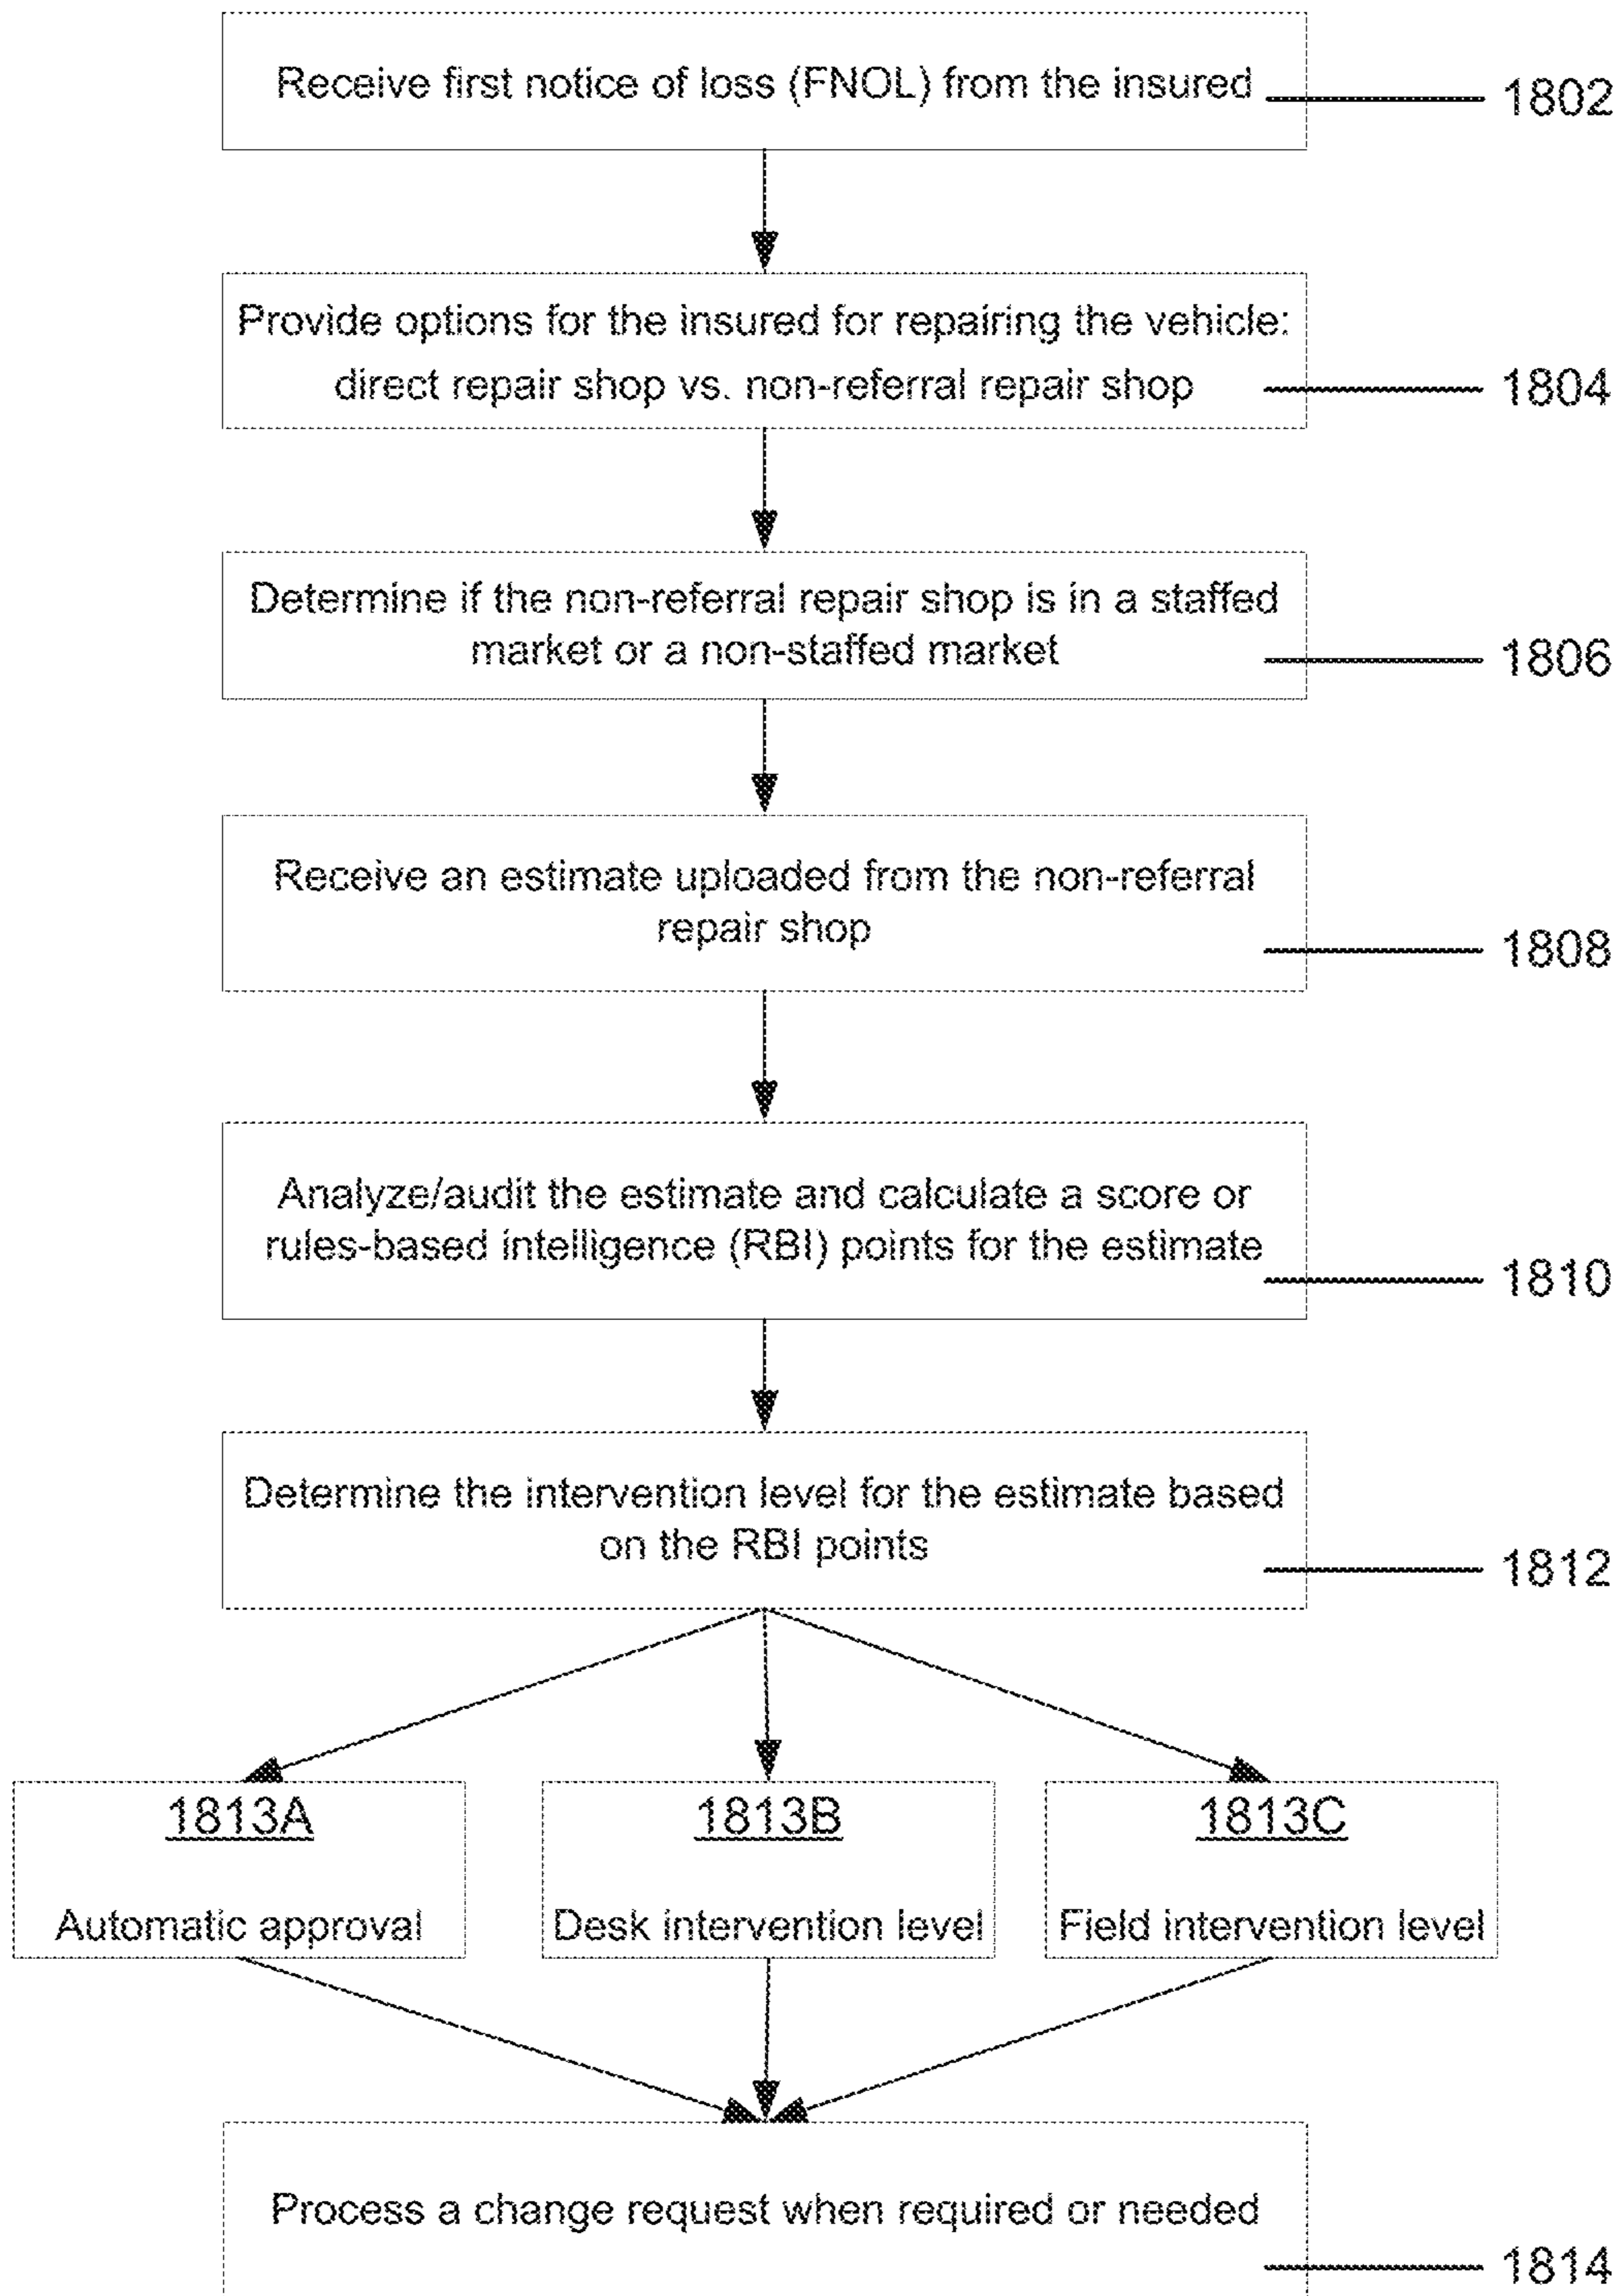 Receive first notice of loss (FNOL) from the insured
1802
Provide options for the insured for repairing the vehicle:
direct repair shop vs. non-referral repair shop
1804
Determine if the non-referral repair shop is in a staffed
market or a non-staffed market
1806
Receive an estimate uploaded from the non-referral
repair shop
1808
Analyze/audit the estimate and calculate a score or
rules-based intelligence (RBI) points for the estimate
1810
Determine the intervention level for the estimate based
on the RBI points
1812
1813A
Automatic approval
1813B
Desk intervention level
1813C
Field intervention level
Process a change request when required or needed
1814